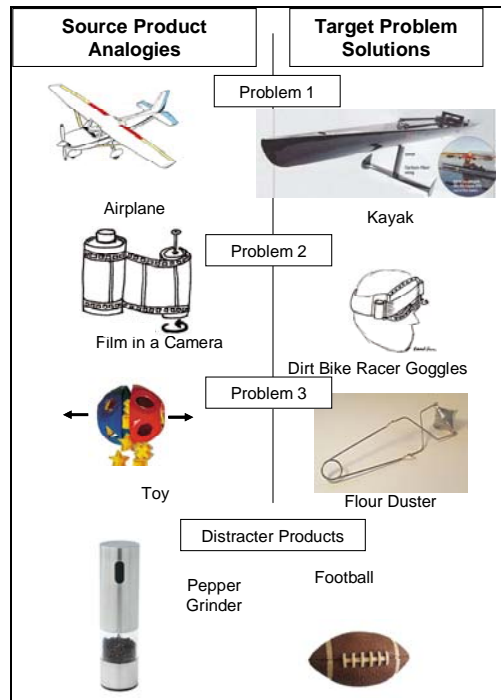 Source Product
Analogies
Target Problem
Solutions
Problem 1
Airplane
Kayak
Problem 2
Film in a Camera
Dirt Bike Racer Goggles
Problem 3
Toy
Flour Duster
Distracter Products
Pepper
Grinder
Football